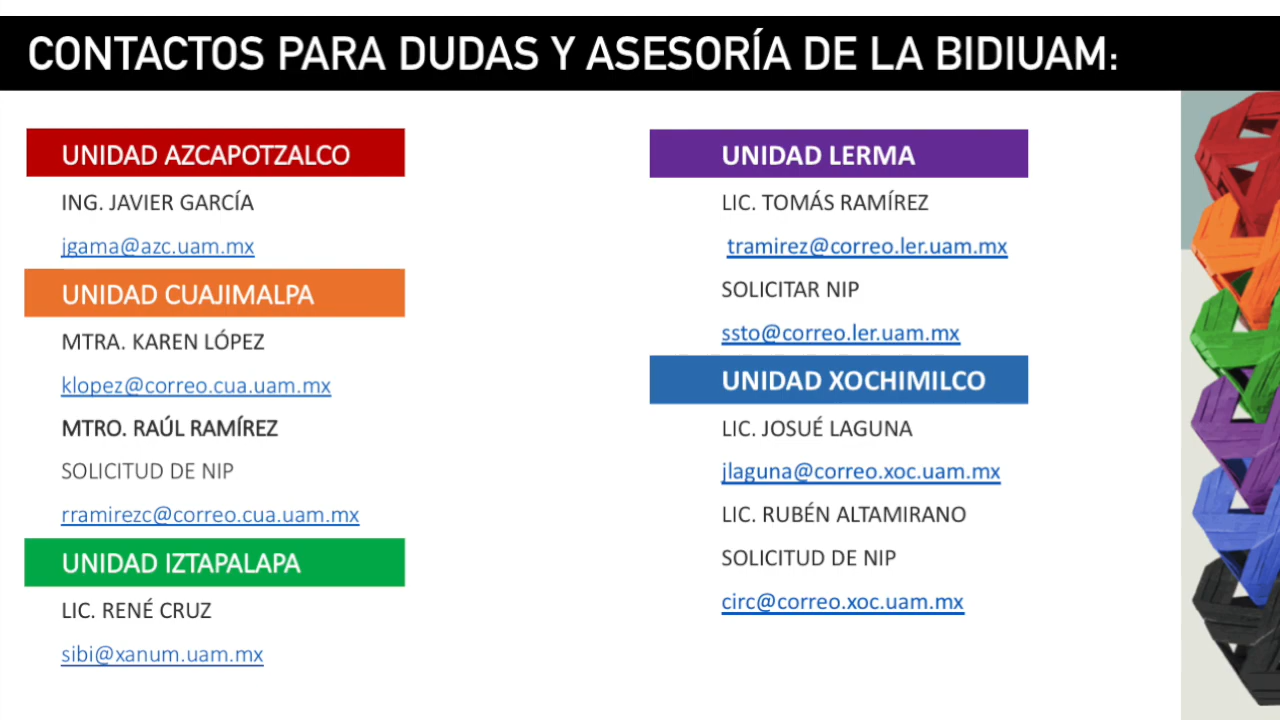 CONTACTOS PARA DUDAS Y ASESORÍA DE LA BIDIUAM:
UNIDAD AZCAPOTZALCO
ING. JAVIER GARCÍA
jgama@azc.uam.mx
UNIDAD CUAJIMALPA
MTRA. KAREN LÓPEZ
klopez@correo.cua.uam.mx
MTRO. RAÚL RAMÍREZ
SOLICITUD DE NIP
rramirezc@correo.cua.uam.mx
UNIDAD IZTAPALAPA
LIC. RENÉ CRUZ
sibi@xanum.uam.mx
UNIDAD LERMA
LIC. TOMÁS RAMÍREZ
tramirez@correo.ler.uam.mx
SOLICITAR NIP
ssto@correo.ler.uam.mx
UNIDAD XOCHIMILCO
LIC. JOSUÉ LAGUNA
jlaguna@correo.xoc.uam.mx
LIC. RUBÉN ALTAMIRANO
SOLICITUD DE NIP
circ@correo.xoc.uam.mx